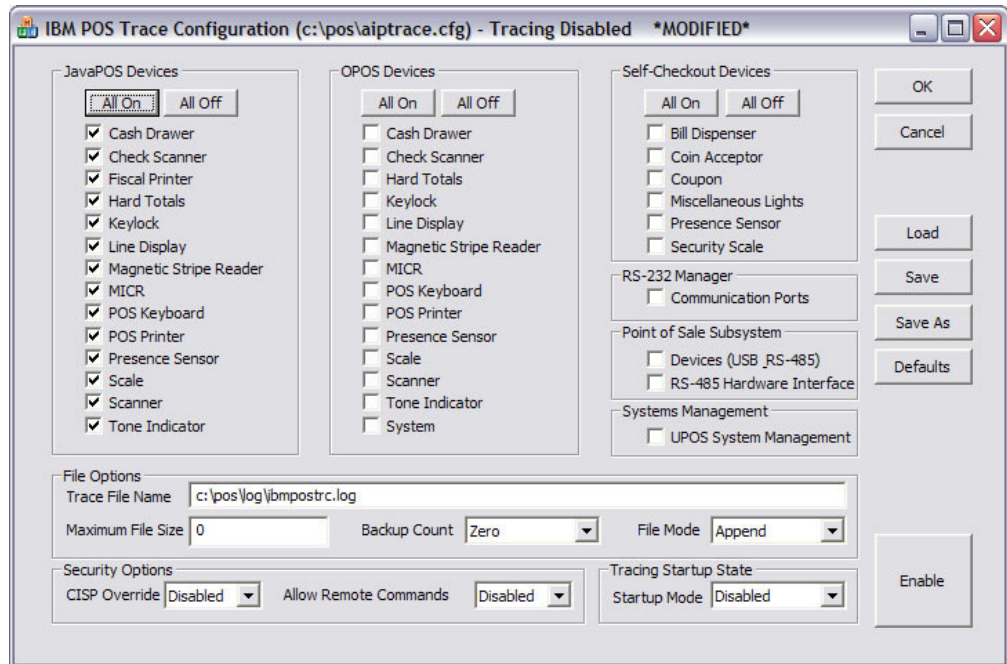 IBM POS Trace Configuration (c:\pos\aiptrace.cfg) - Tracing Disabled *MODIFIED*
JavaPOS Devices
All On All Off
Cash Drawer
Check Scanner
Fiscal Printer
Hard Totals
Keylock
Line Display
Magnetic Stripe Reader
MICR
POS Keyboard
POS Printer
Presence Sensor
Scale
Scanner
Tone Indicator
OPOS Devices
All On All Off
Cash Drawer
Check Scanner
Hard Totals
Keylock
Line Display
Magnetic Stripe Reader
MICR
POS Keyboard
POS Printer
Presence Sensor
Scale
Scanner
Tone Indicator
System
Self-Checkout Devices
All On All Off
Bill Dispenser
Coin Acceptor
Coupon
Miscellaneous Lights
Presence Sensor
Security Scale
RS-232 Manager
Communication Ports
Point of Sale Subsystem
Devices (USB_RS-485)
RS-485 Hardware Interface
Systems Management
UPOS System Management
OK
Cancel
Load
Save
Save As
Defaults
File Options
Trace File Name c:\pos\log\ibmpostrc.log
Maximum File Size 0 Backup Count Zero File Mode Append
Security Options
CISP Override Disabled Allow Remote Commands Disabled
Tracing Startup State
Startup Mode Disabled
Enable